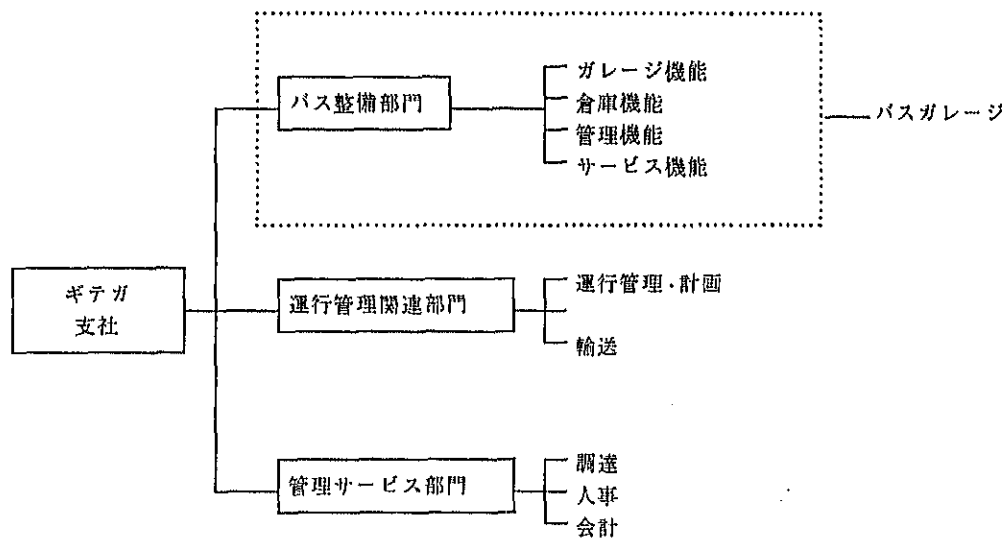 バス整備部門
ガレージ機能
倉庫機能
管理機能
サービス機能
バスガレージ
ギテガ
支社
運行管理関連部門
運行管理・計画
輸送
管理サービス部門
調達
人事
会計